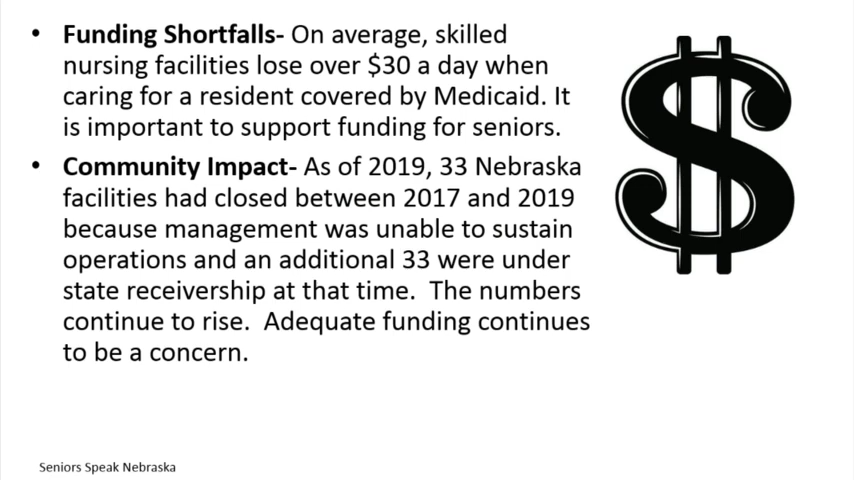 • Funding Shortfalls- On average, skilled
nursing facilities lose over $30 a day when
caring for a resident covered by Medicaid. It
is important to support funding for seniors.
• Community Impact- As of 2019, 33 Nebraska
facilities had closed between 2017 and 2019
because management was unable to sustain
operations and an additional 33 were under
state receivership at that time.  The numbers
continue to rise.  Adequate funding continues
to be a concern.
$
Seniors Speak Nebraska